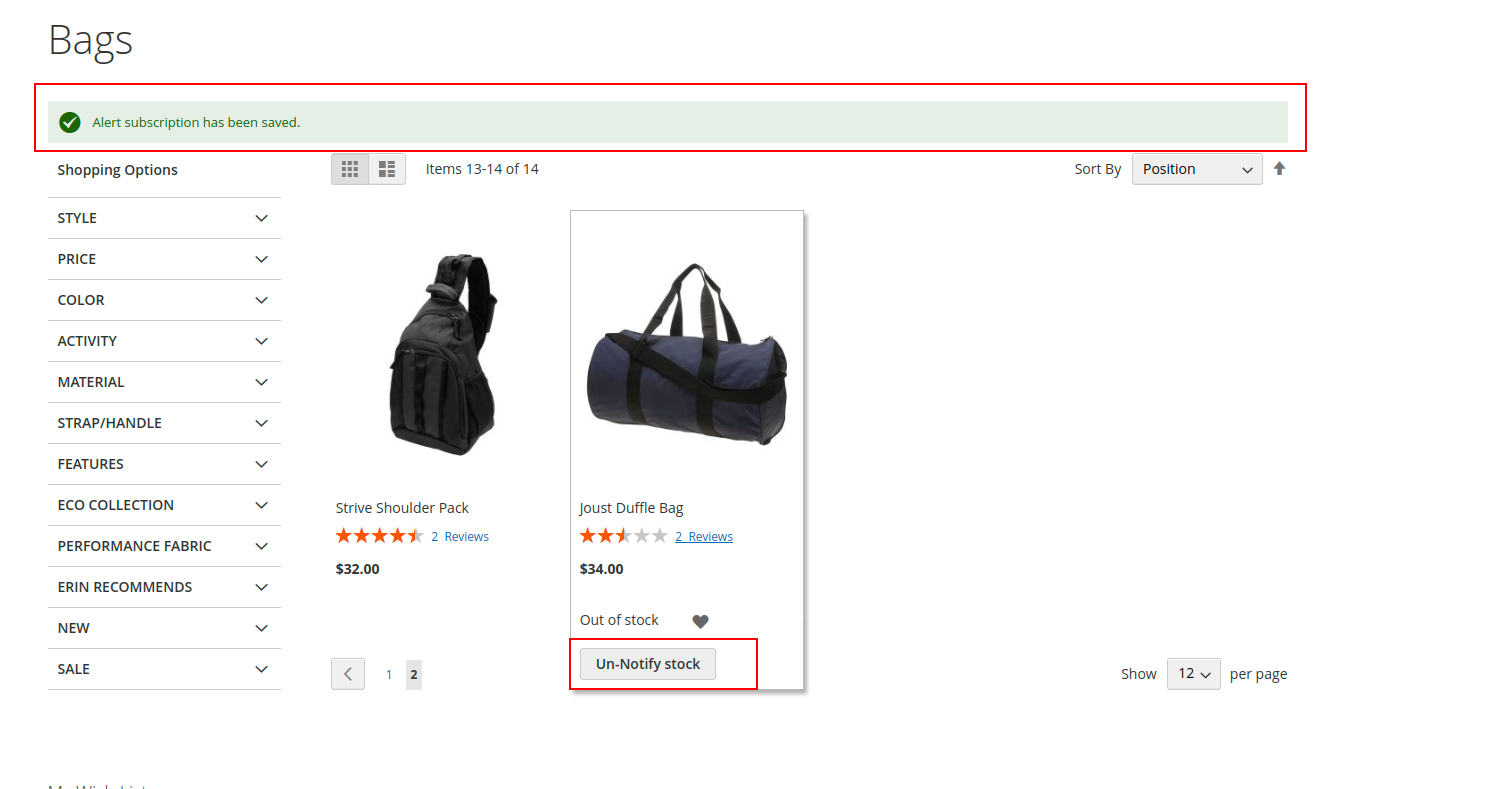 Bags
Alert subscription has been saved.
Shopping Options
Items 13-14 of 14
Sort By Position
STYLE
PRICE
COLOR
ACTIVITY
MATERIAL
STRAP/HANDLE
FEATURES
ECO COLLECTION
PERFORMANCE FABRIC
ERIN RECOMMENDS
NEW
SALE
Strive Shoulder Pack
2 Reviews
$32.00
Joust Duffle Bag
2 Reviews
$34.00
Out of stock
Un-Notify stock
1 2
Show 12 per page
My Wish List